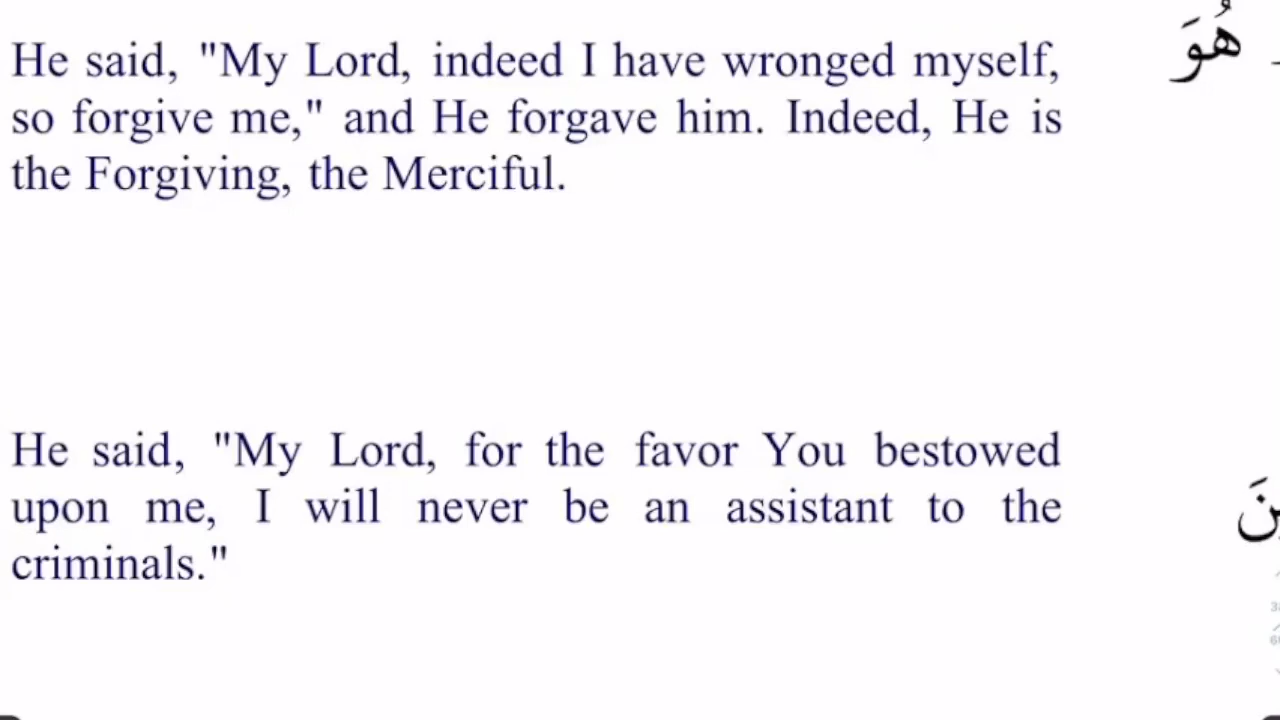 He said, "My Lord, indeed I have wronged myself,
so forgive me," and He forgave him. Indeed, He is
the Forgiving, the Merciful.
هُوَ
He said, "My Lord, for the favor You bestowed
upon me, I will never be an assistant to the
criminals."